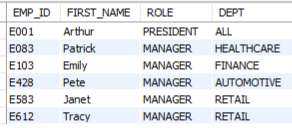 EMP_ID FIRST_NAME ROLE DEPT
E001 Arthur PRESIDENT ALL
E083 Patrick MANAGER HEALTHCARE
E103 Emily MANAGER FINANCE
E428 Pete MANAGER AUTOMOTIVE
E583 Janet MANAGER RETAIL
E612 Tracy MANAGER RETAIL